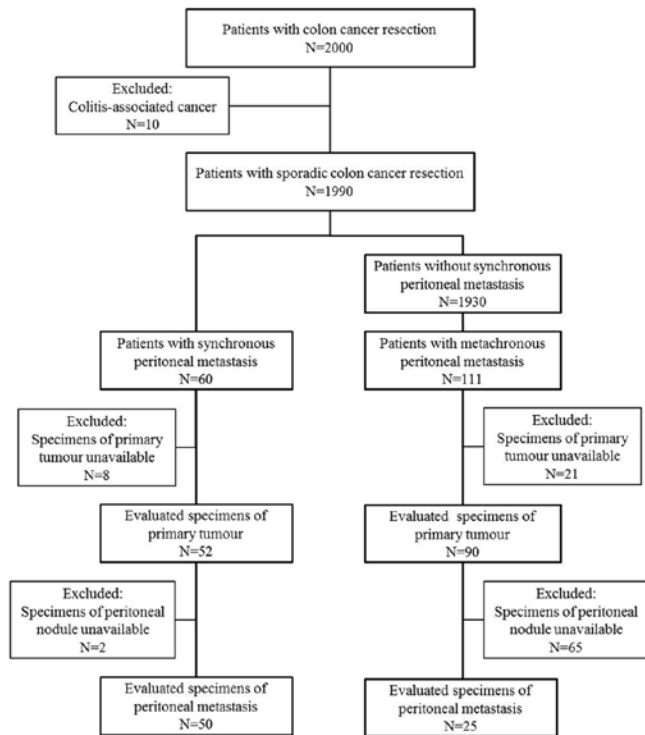 Patients with colon cancer resection
N=2000
Excluded:
Colitis-associated cancer
N=10
Patients with sporadic colon cancer resection
N=1990
Patients without synchronous
peritoneal metastasis
N=1930
Patients with synchronous
peritoneal metastasis
N=60
Patients with metachronous
peritoneal metastasis
N=111
Excluded:
Specimens of primary
tumour unavailable
N=8
Excluded:
Specimens of primary
tumour unavailable
N=21
Evaluated specimens of
primary tumour
N=52
Evaluated specimens of
primary tumour
N=90
Excluded:
Specimens of peritoneal
nodule unavailable
N=2
Excluded:
Specimens of peritoneal
nodule unavailable
N=65
Evaluated specimens of
peritoneal metastasis
N=50
Evaluated specimens of
peritoneal metastasis
N=25